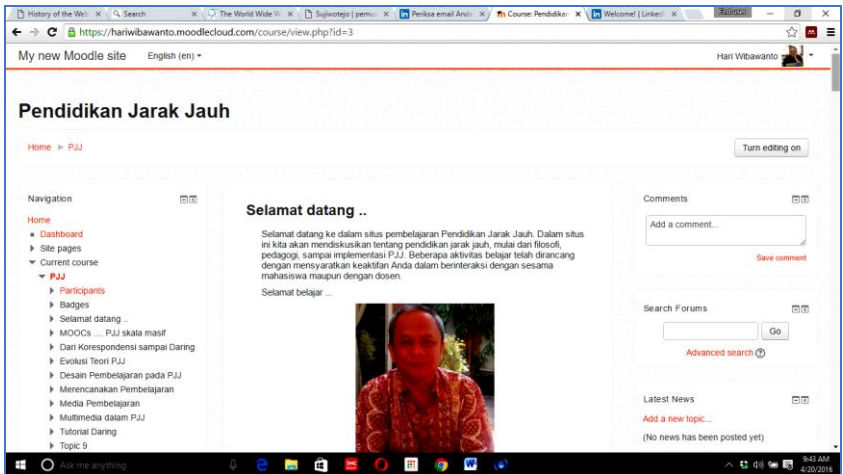 History of the Web
Search
The World Wide W
Sujiwotejo | pemus
Periksa email Anda
Course: Pendidikan
Welcome! | Linked
https://hariwibawanto.moodlecloud.com/course/view.php?id=3
My new Moodle site English (en)
Hari Wibawanto
Pendidikan Jarak Jauh
Home PJJ
Turn editing on
Navigation
Home
Dashboard
Site pages
Current course
PJJ
Participants
Badges
Selamat datang ..
MOOCs .... PJJ skala masif
Dari Korespondensi sampai Daring
Evolusi Teori PJJ
Desain Pembelajaran pada PJJ
Merencanakan Pembelajaran
Media Pembelajaran
Multimedia dalam PJJ
Tutorial Daring
Topic 9
Selamat datang ..
Selamat datang ke dalam situs pembelajaran Pendidikan Jarak Jauh. Dalam situs
ini kita akan mendiskusikan tentang pendidikan jarak jauh, mulai dari filosofi,
pedagogi, sampai implementasi PJJ. Beberapa aktivitas belajar telah dirancang
dengan mensyaratkan keaktifan Anda dalam berinteraksi dengan sesama
mahasiswa maupun dengan dosen.
Selamat belajar ...
Comments
Add a comment...
Save comment
Search Forums
Go
Advanced search
Latest News
Add a new topic...
(No news has been posted yet)
Ask me anything
9:43 AM
4/20/2016